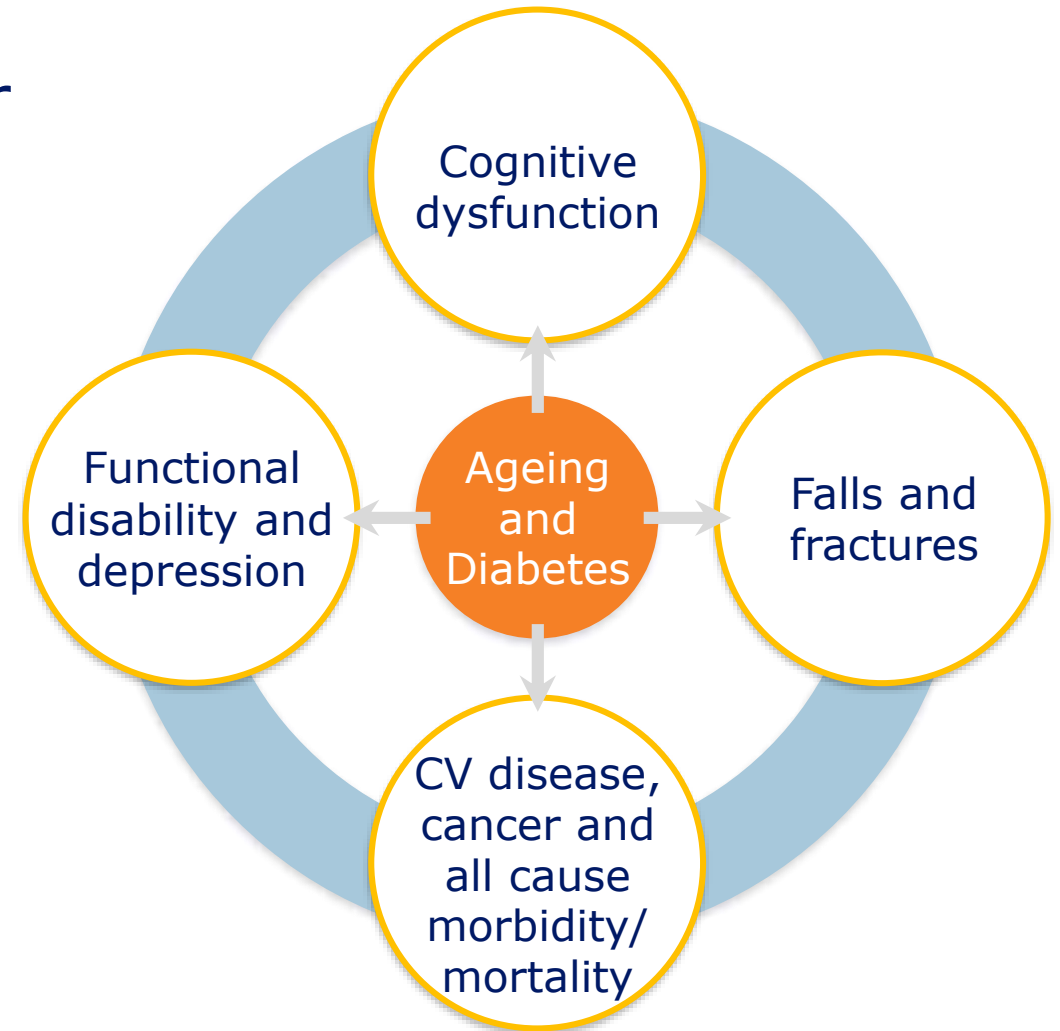 Cognitive
dysfunction
Functional
disability and
depression
Ageing
and
Diabetes
Falls and
fractures
CV disease,
cancer and
all cause
morbidity/
mortality